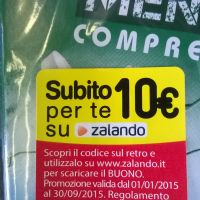 MEN
COMPRE
Subito
per te 10€
su zalando
Scopri il codice sul retro e
utilizzalo su www.zalando.it
per scaricare il BUONO.
Promozione valida dal 01/01/2015
al 30/09/2015. Regolamento